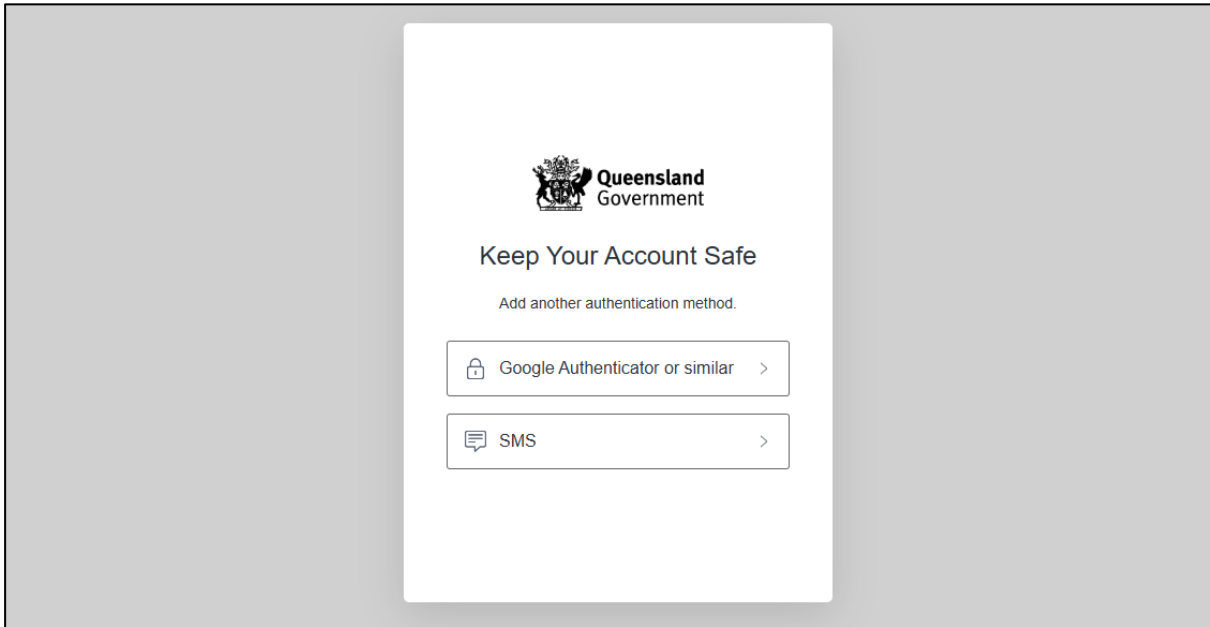 Queensland
Government
Keep Your Account Safe
Add another authentication method.
Google Authenticator or similar
SMS